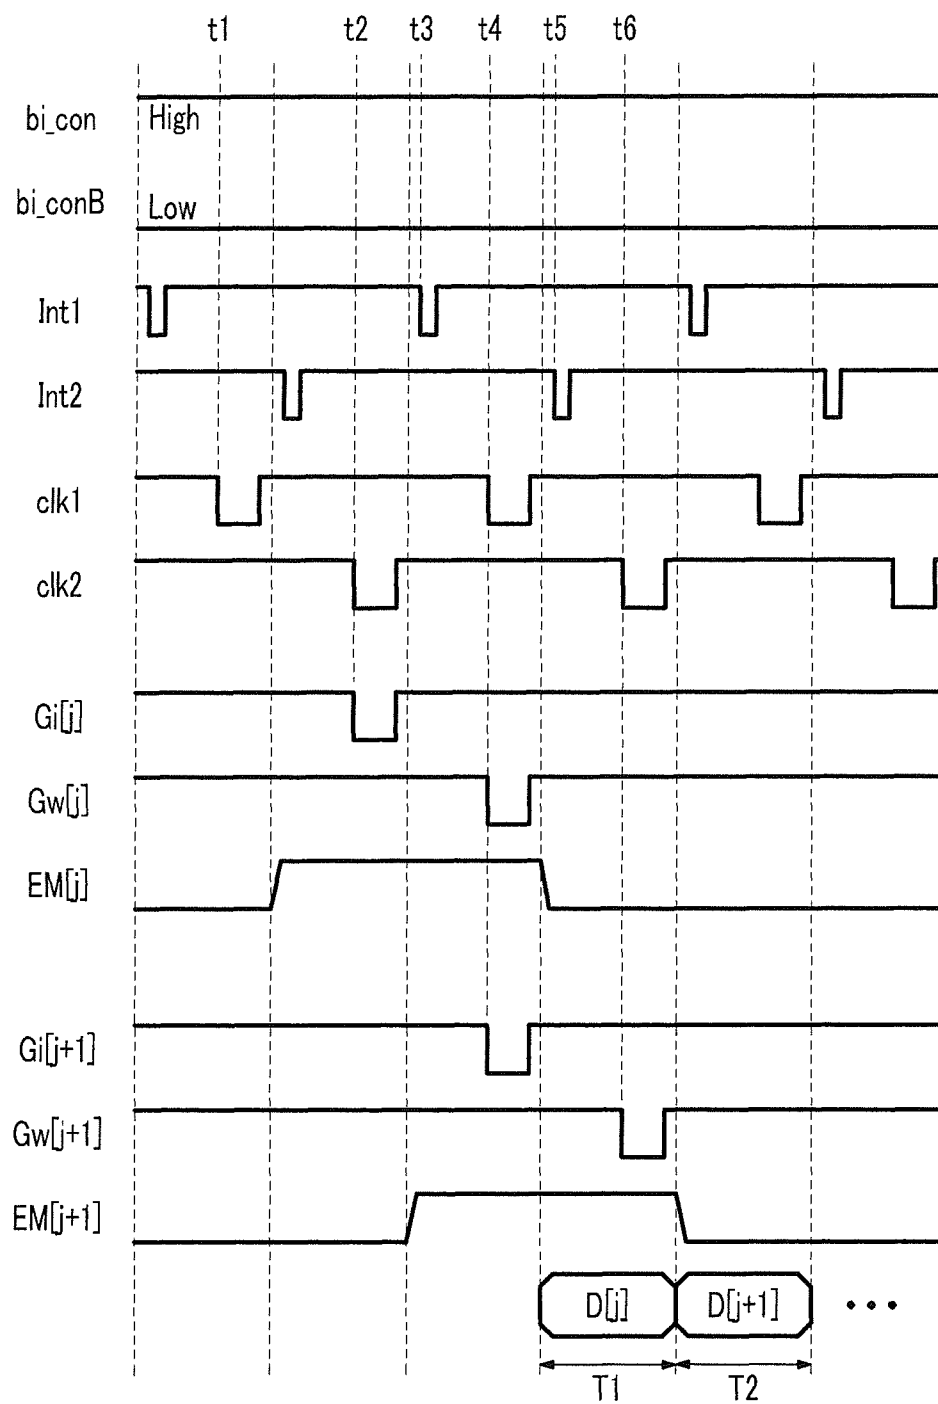 t1 t2 t3 t4 t5 t6
bi_con High
bi_conB Low
Int1
Int2
clk1
clk2
Gi[j]
Gw[j]
EM[j]
Gi[j+1]
Gw[j+1]
EM[j+1]
D[j] D[j+1] •••
T1 T2